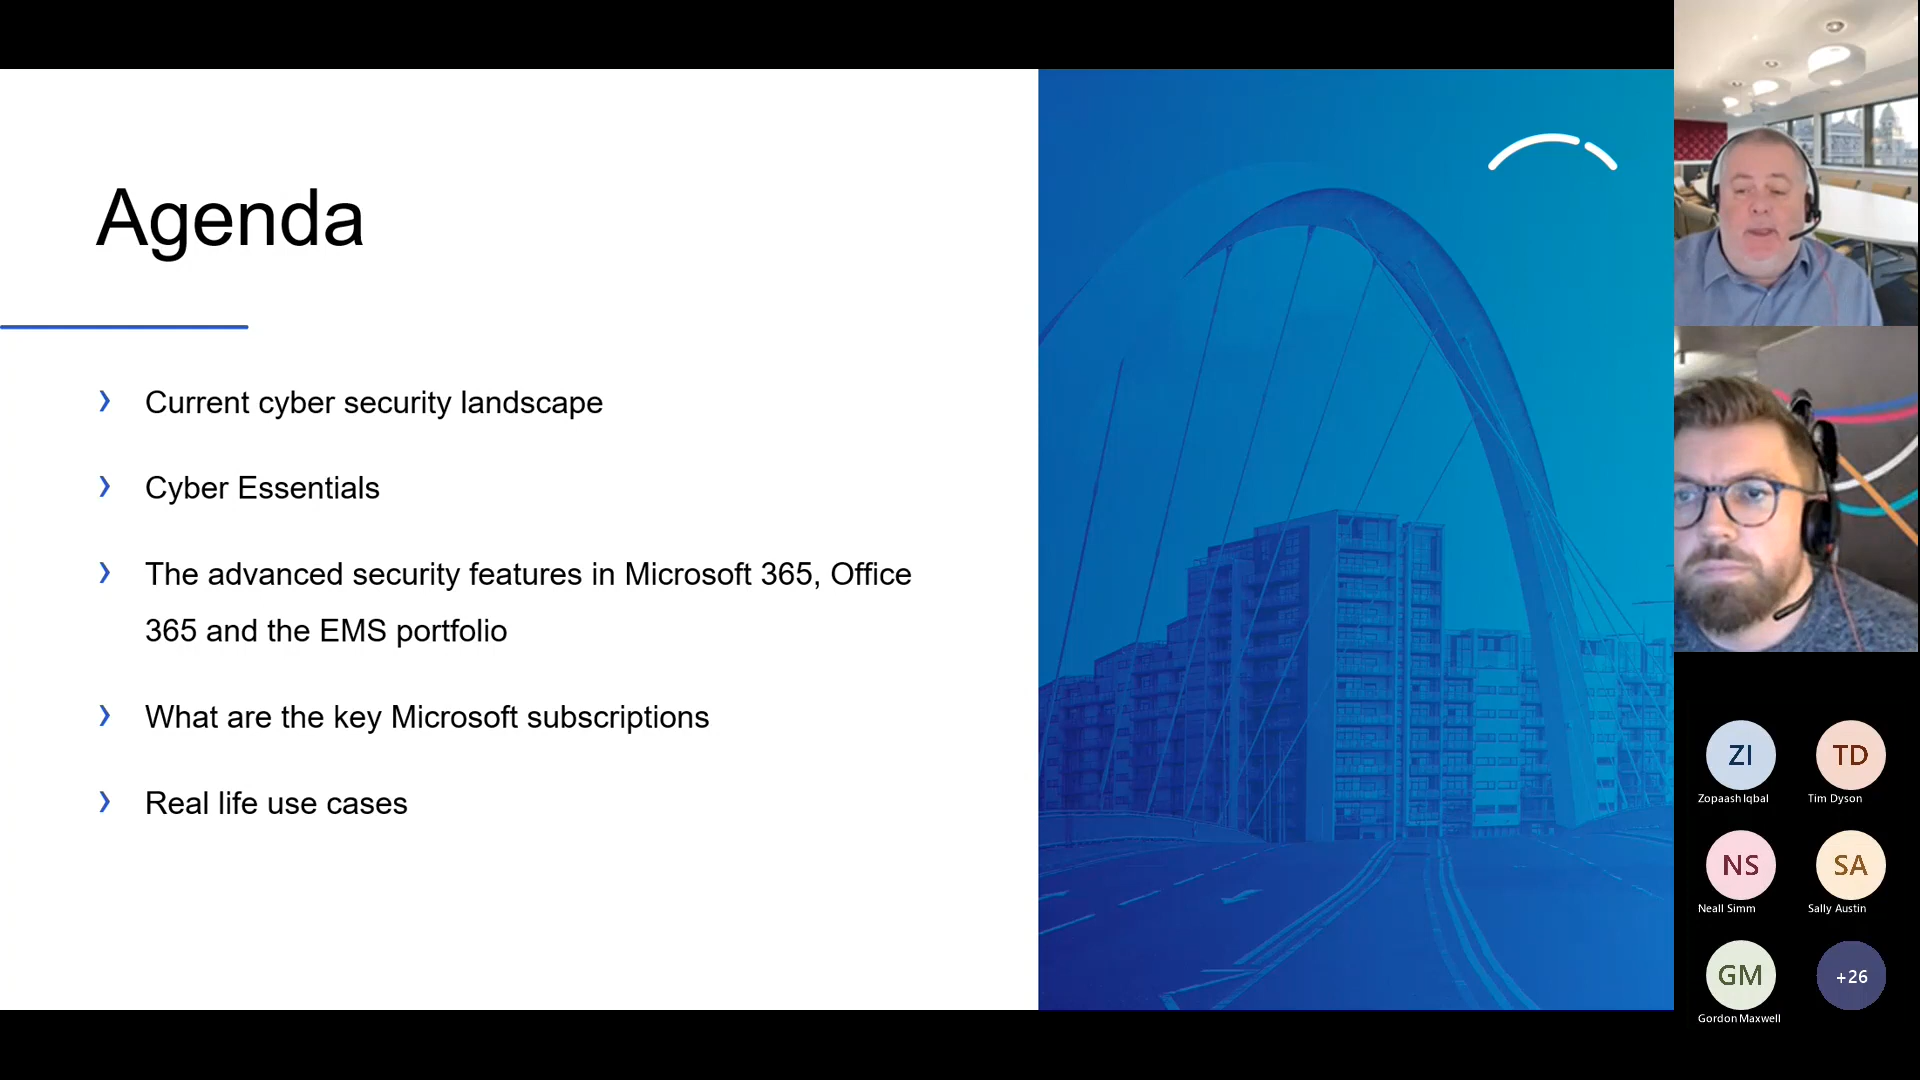 Agenda
Current cyber security landscape
Cyber Essentials
The advanced security features in Microsoft 365, Office
365 and the EMS portfolio
What are the key Microsoft subscriptions
Real life use cases
ZI
TD
Zopaash Iqbal
Tim Dyson
NS
SA
Neall Simm
Sally Austin
GM
+26
Gordon Maxwell